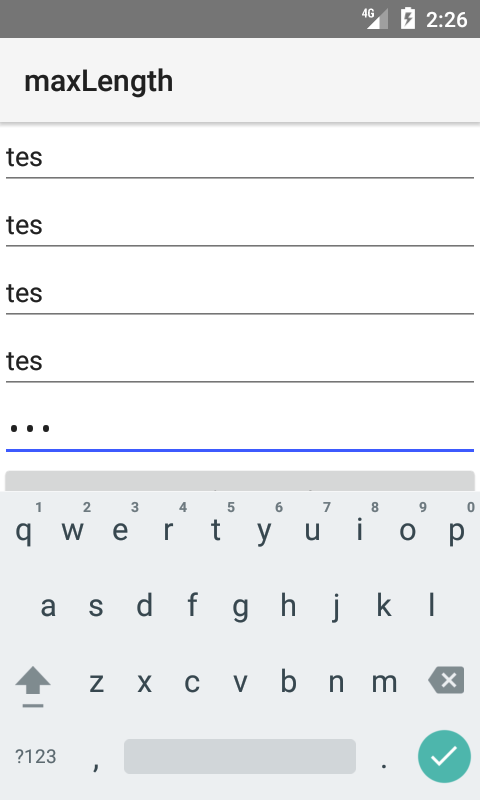 4G 2:26
maxLength
tes
tes
tes
tes
•••
1 2 3 4 5 6 7 8 9 0
q w e r t y u i o p
a s d f g h j k l
z x c v b n m
?123 , .